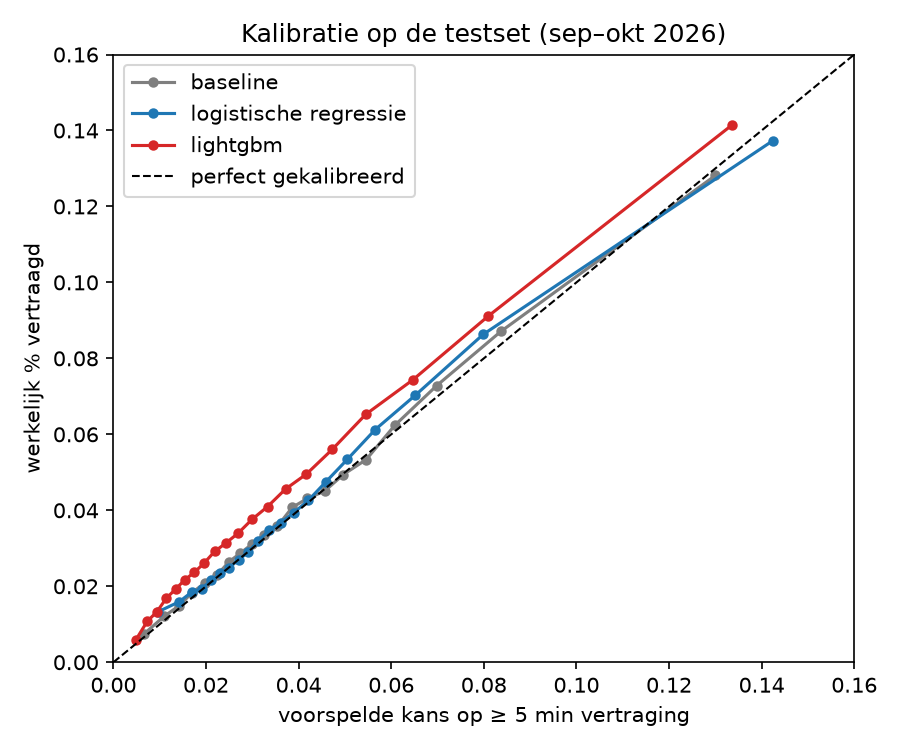 Kalibratie op de testset (sep–okt 2026)
baseline
logistische regressie
lightgbm
perfect gekalibreerd
werkelijk % vertraagd
0.16
0.14
0.12
0.10
0.08
0.06
0.04
0.02
0.00
0.00 0.02 0.04 0.06 0.08 0.10 0.12 0.14 0.16
voorspelde kans op ≥ 5 min vertraging